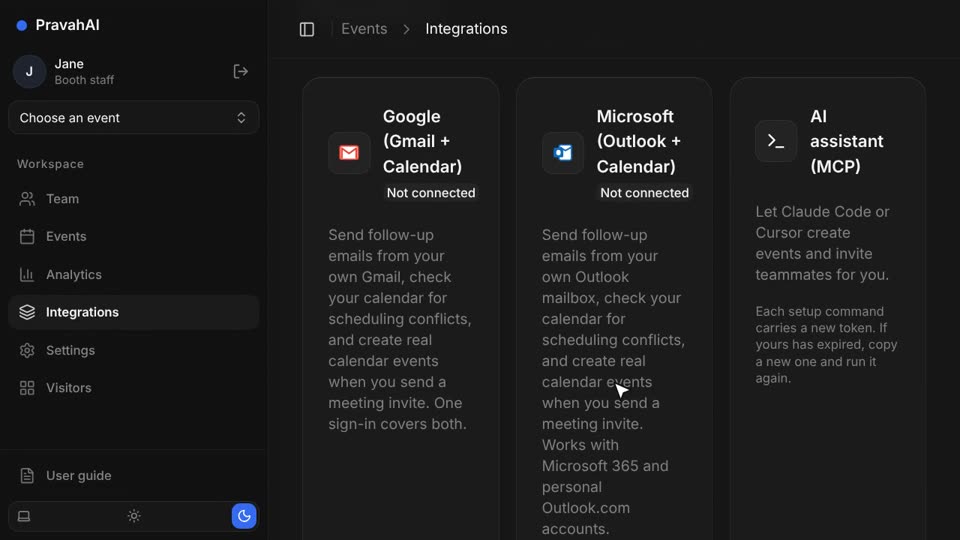 PravahAI
J
Jane
Booth staff
Choose an event
Workspace
Team
Events
Analytics
Integrations
Settings
Visitors
User guide
Events > Integrations
Google
(Gmail +
Calendar)
Not connected
Send follow-up
emails from your
own Gmail, check
your calendar for
scheduling conflicts,
and create real
calendar events
when you send a
meeting invite. One
sign-in covers both.
Microsoft
(Outlook +
Calendar)
Not connected
Send follow-up
emails from your
own Outlook
mailbox, check your
calendar for
scheduling conflicts,
and create real
calendar events
when you send a
meeting invite.
Works with
Microsoft 365 and
personal
Outlook.com
accounts.
AI
assistant
(MCP)
Let Claude Code or
Cursor create
events and invite
teammates for you.
Each setup command
carries a new token. If
yours has expired, copy
a new one and run it
again.